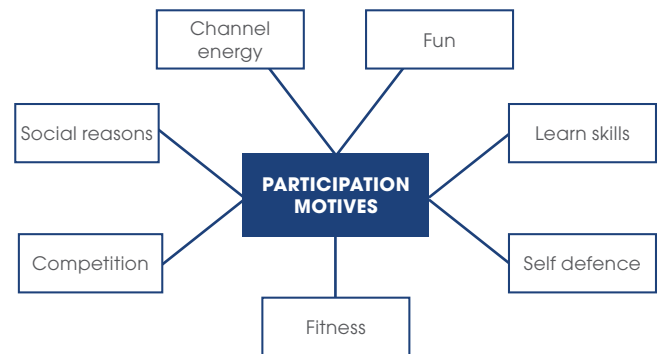 Channel
energy
Fun
Social reasons
Learn skills
PARTICIPATION
MOTIVES
Competition
Self defence
Fitness